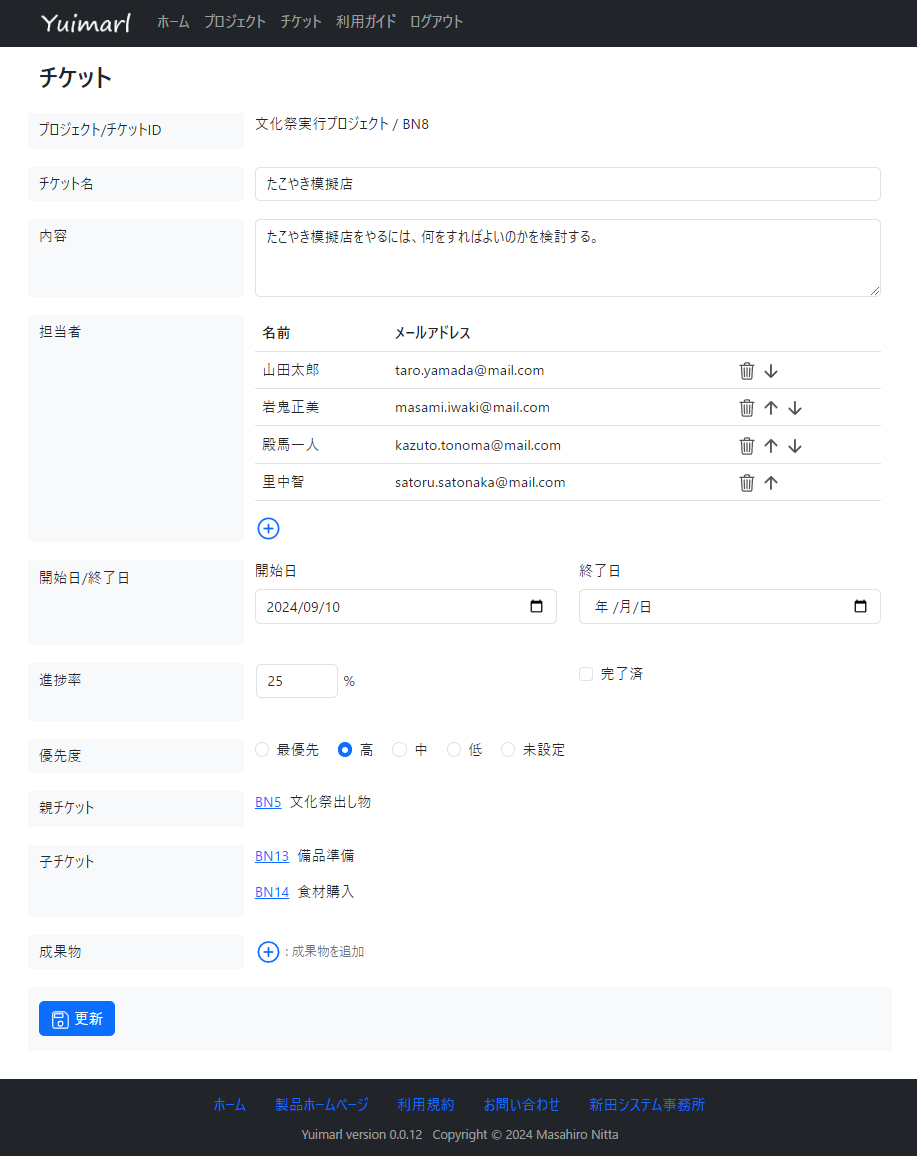 Yuimarl ホーム プロジェクト チケット 利用ガイド ログアウト
チケット
プロジェクト/チケットID 文化祭実行プロジェクト / BN8
チケット名 たこやき模擬店
内容 たこやき模擬店をやるには、何をすればよいのかを検討する。
担当者 名前 メールアドレス
山田太郎 taro.yamada@mail.com
岩鬼正美 masami.iwaki@mail.com
殿馬一人 kazuto.tonoma@mail.com
里中智 satoru.satonaka@mail.com
開始日/終了日 開始日 終了日
2024/09/10 年 /月/日
進捗率 25 % 完了済
優先度 最優先 高 中 低 未設定
親チケット BN5 文化祭出し物
子チケット BN13 備品準備
BN14 食材購入
成果物 : 成果物を追加
更新
ホーム 製品ホームページ 利用規約 お問い合わせ 新田システム事務所
Yuimarl version 0.0.12 Copyright © 2024 Masahiro Nitta